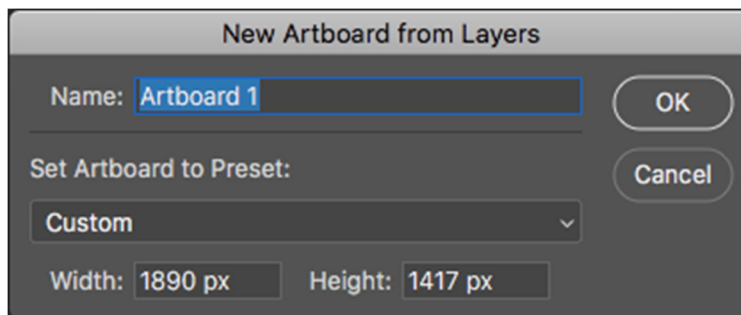 New Artboard from Layers
Name: Artboard 1
OK
Set Artboard to Preset:
Cancel
Custom
Width: 1890 px Height: 1417 px